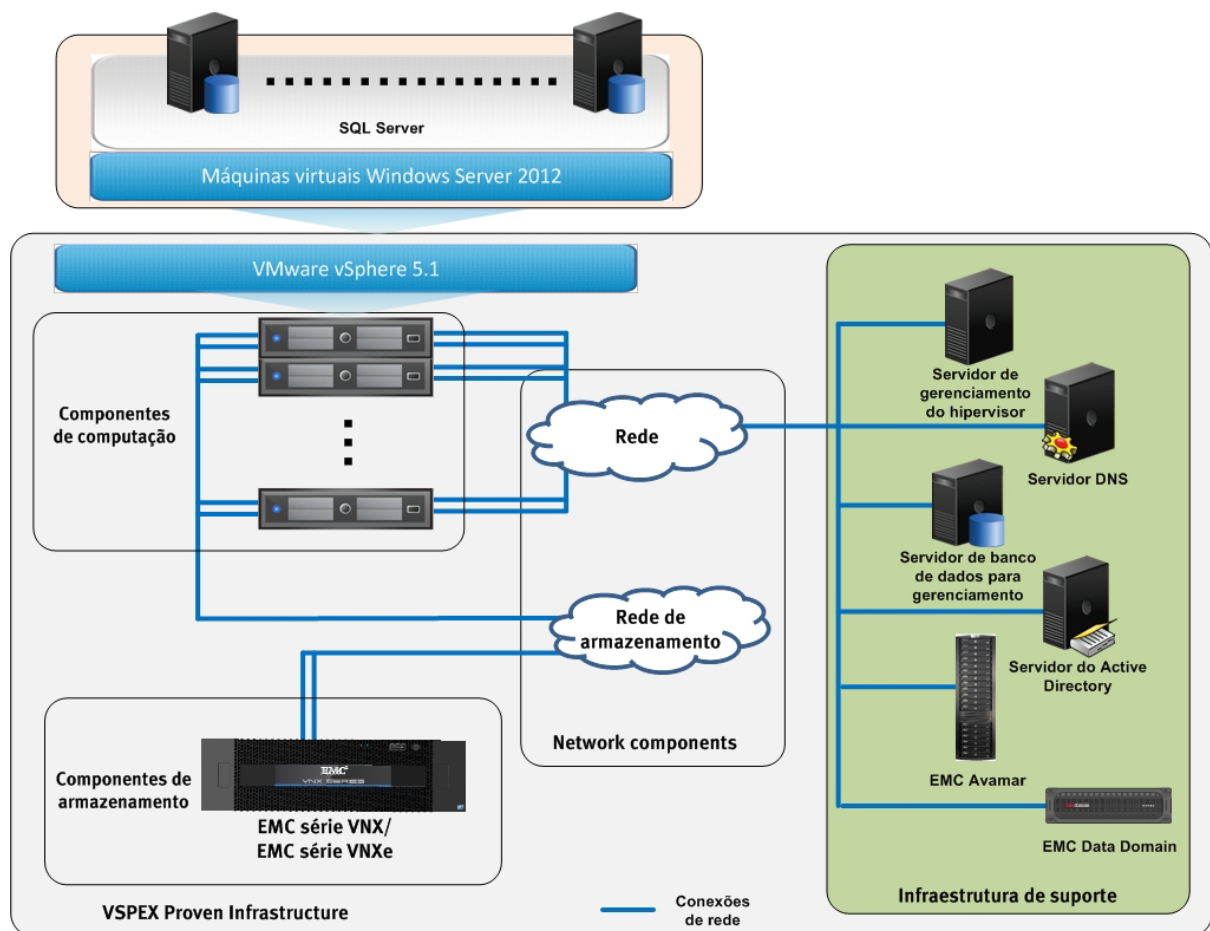 SQL Server
Máquinas virtuais Windows Server 2012
VMware vSphere 5.1
Componentes
de computação
Rede
Servidor de
gerenciamento
do hipervisor
Servidor DNS
Servidor de banco
de dados para
gerenciamento
Rede de
armazenamento
Servidor do Active
Directory
Network components
EMC Avamar
Componentes de
armazenamento
EMC²
VNX SERIES
EMC série VNX/
EMC série VNXe
EMC Data Domain
Infraestrutura de suporte
VSPEX Proven Infrastructure
Conexões
de rede